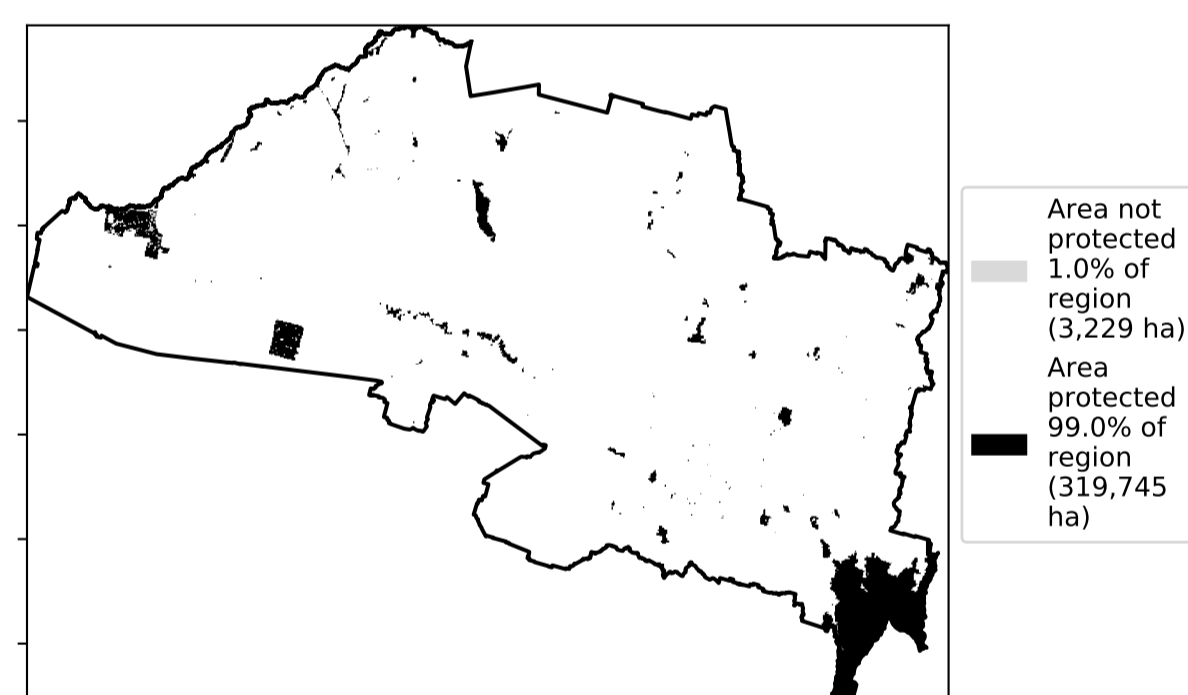 Area not
protected
1.0% of
region
(3,229 ha)
Area
protected
99.0% of
region
(319,745
ha)